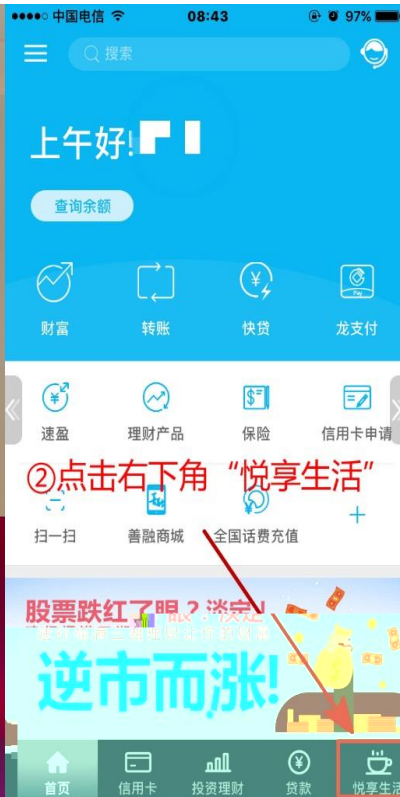 中国电信
08:43
97%
搜索
上午好!
查询余额
财富 转账 快贷 龙支付
Pay
速盈 理财产品 保险 信用卡申请
②点击右下角“悦享生活”
扫一扫 善融商城 全国话费充值
股票跌红了眼?淡定!
逆市而涨!
首页 信用卡 投资理财 贷款 悦享生活